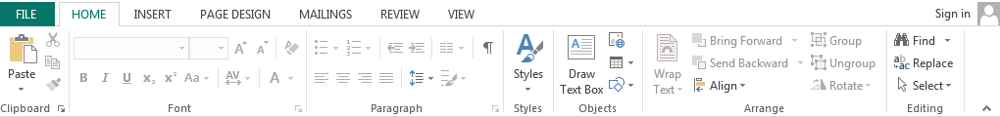 FILE HOME INSERT PAGE DESIGN MAILINGS REVIEW VIEW Sign in
Paste
Clipboard
B I U x₂ x² Aa AV A
Font
¶
Paragraph
Styles
Styles
Draw
Text Box
Objects
Wrap
Text
Bring Forward
Send Backward
Align
Group
Ungroup
Rotate
Arrange
Find
Replace
Select
Editing